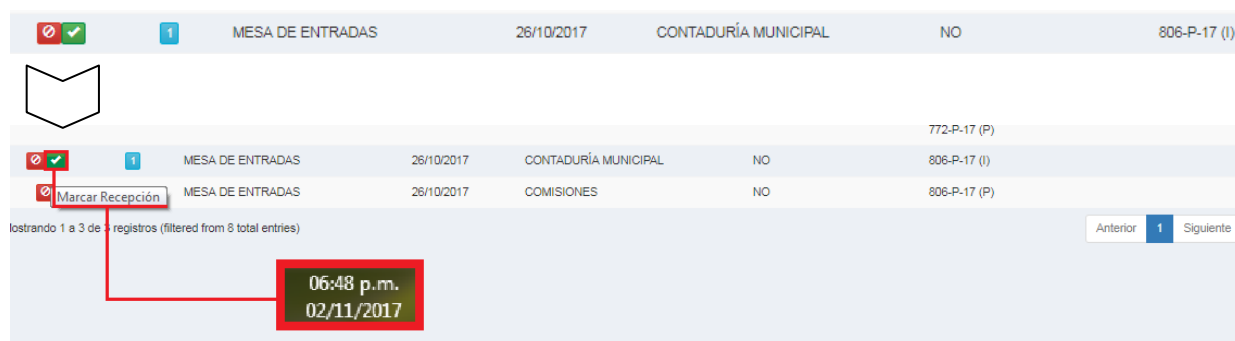 1 MESA DE ENTRADAS 26/10/2017 CONTADURÍA MUNICIPAL NO 806-P-17 (I)
772-P-17 (P)
1 MESA DE ENTRADAS 26/10/2017 CONTADURÍA MUNICIPAL NO 806-P-17 (I)
Marcar Recepción MESA DE ENTRADAS 26/10/2017 COMISIONES NO 806-P-17 (P)
ostrando 1 a 3 de 3 registros (filtered from 8 total entries) Anterior 1 Siguiente
06:48 p.m.
02/11/2017